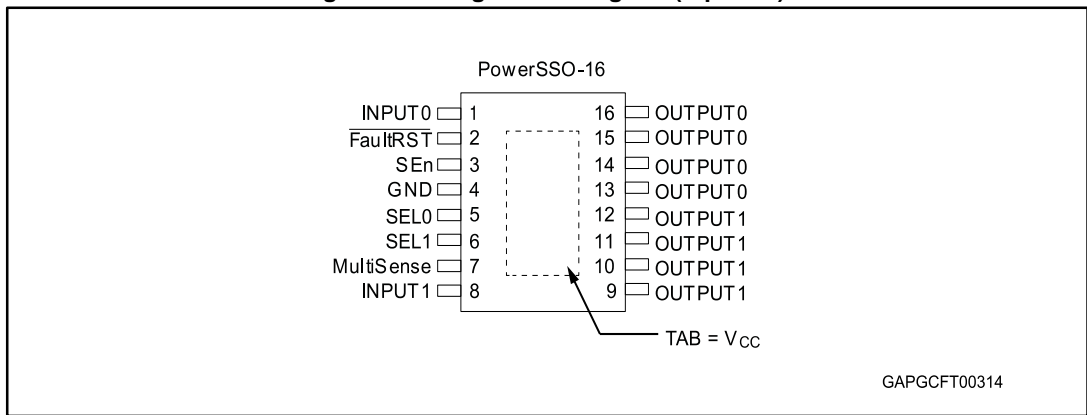 PowerSSO-16
INPUT0 1 16 OUTPUT0
FaultRST 2 15 OUTPUT0
SEn 3 14 OUTPUT0
GND 4 13 OUTPUT0
SEL0 5 12 OUTPUT1
SEL1 6 11 OUTPUT1
MultiSense 7 10 OUTPUT1
INPUT1 8 9 OUTPUT1
TAB = VCC
GAPGCFT00314